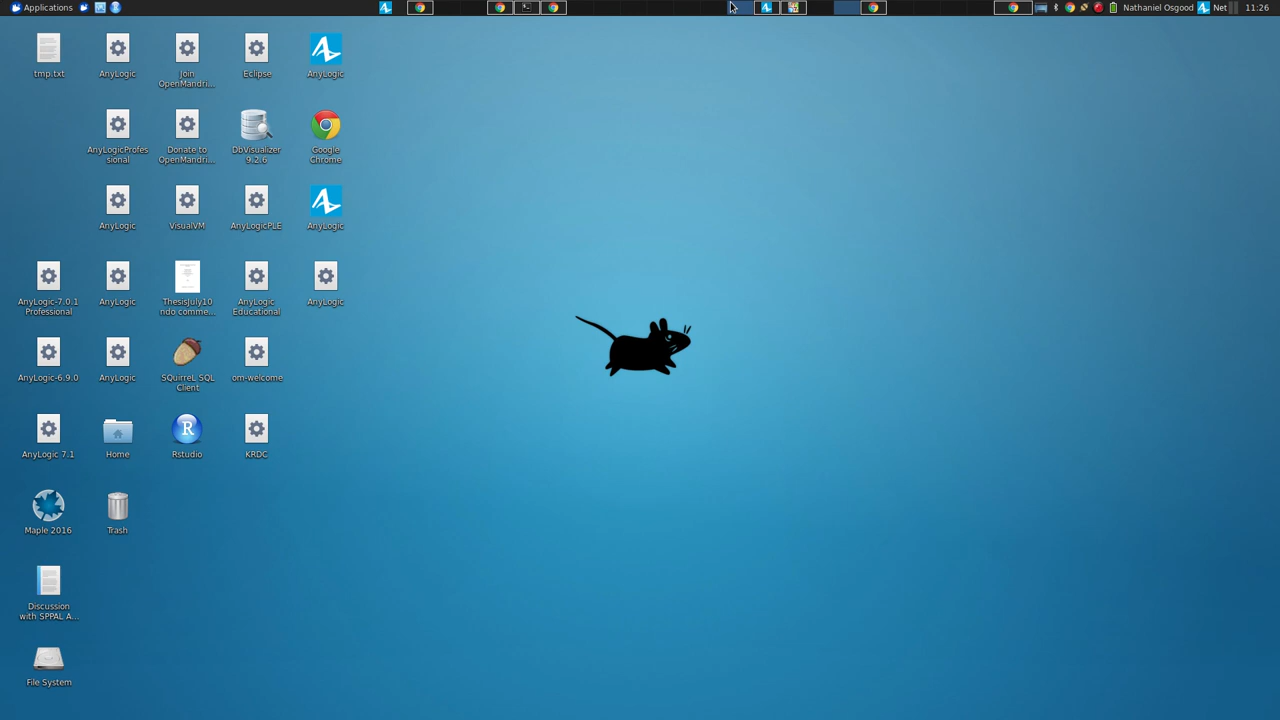 Applications
Nathaniel Osgood
Net
11:26
tmp.txt
AnyLogic
Join
OpenMandri...
Eclipse
AnyLogic
AnyLogicProfes
sional
Donate to
OpenMandri...
DbVisualizer
9.2.6
Google
Chrome
AnyLogic
VisualVM
AnyLogicPLE
AnyLogic
AnyLogic-7.0.1
Professional
AnyLogic
ThesisJuly10
ndo comme...
AnyLogic
Educational
AnyLogic
AnyLogic-6.9.0
AnyLogic
SQuirreL SQL
Client
om-welcome
AnyLogic 7.1
Home
R
Rstudio
KRDC
Maple 2016
Trash
Discussion
with SPPAL A...
File System